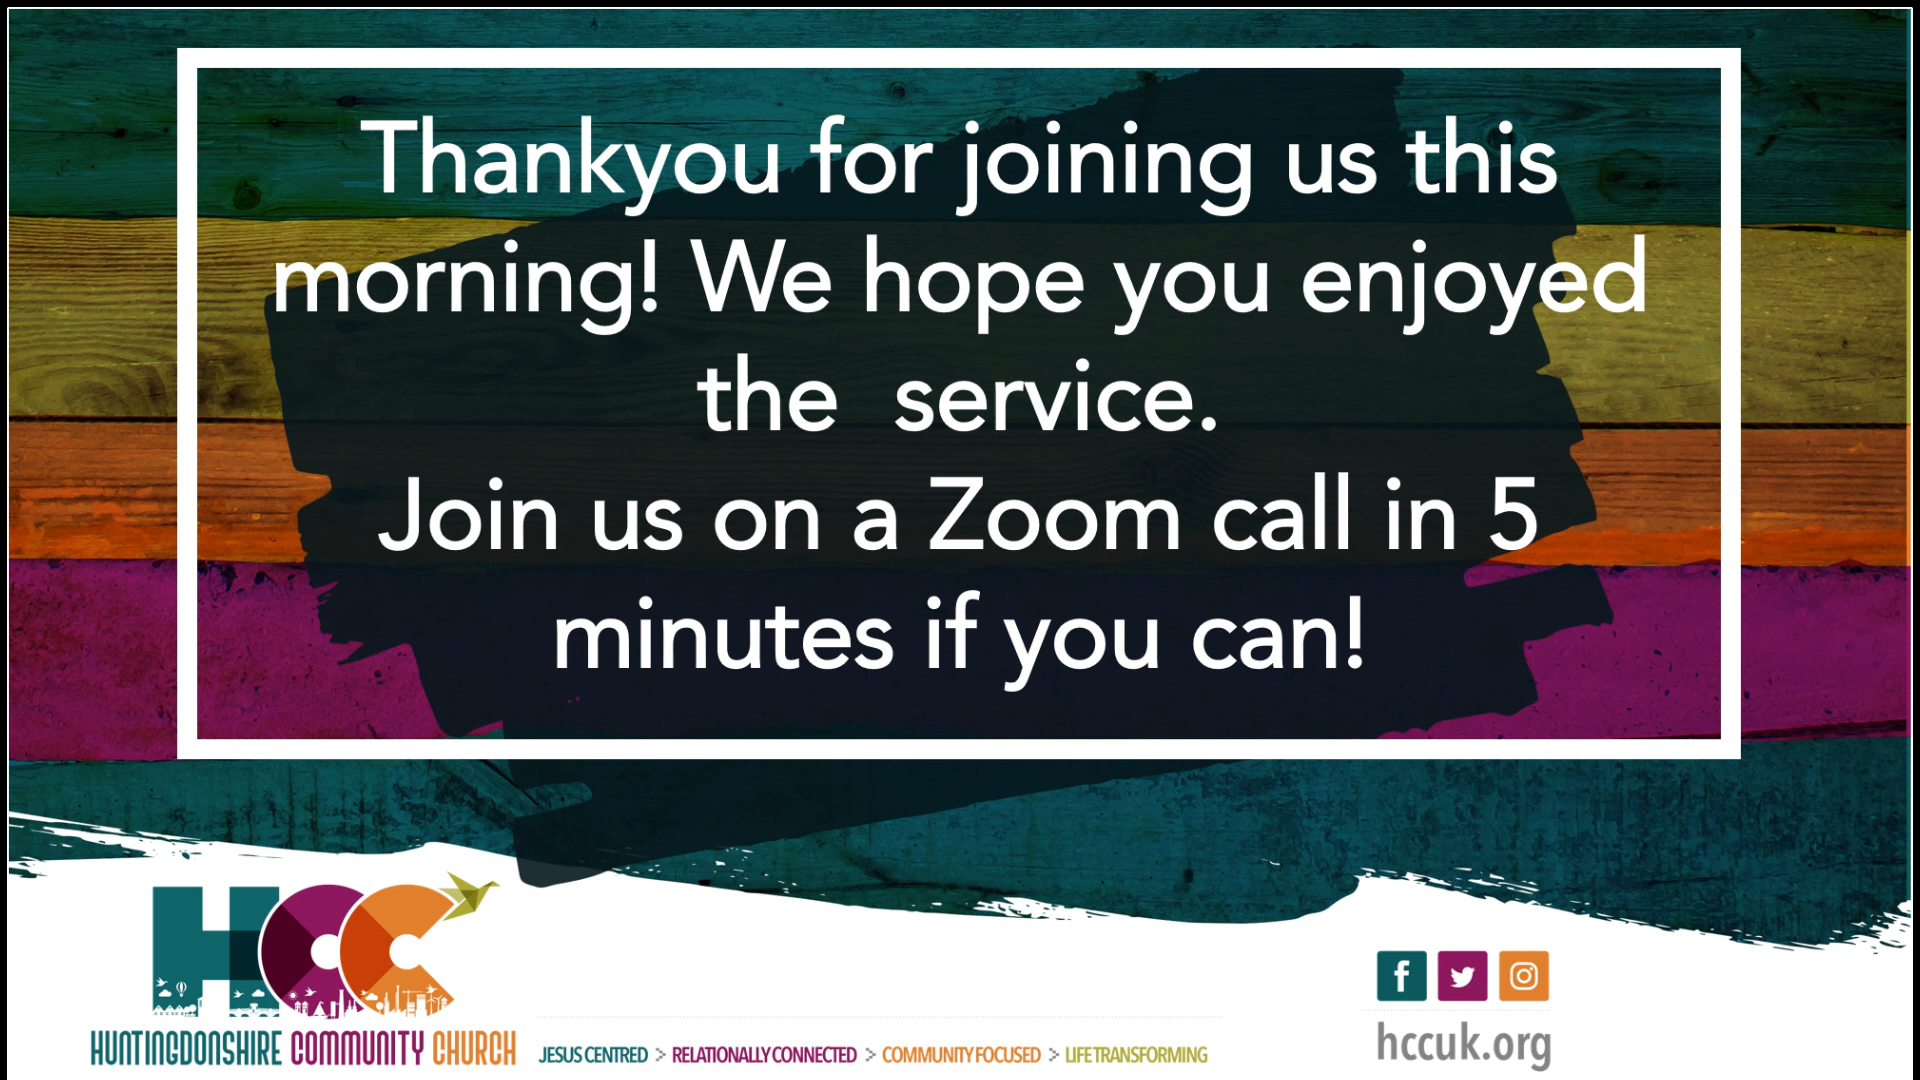 Thankyou for joining us this
morning! We hope you enjoyed
the  service.
Join us on a Zoom call in 5
minutes if you can!
HCC
HUNTINGDONSHIRE COMMUNITY CHURCH
JESUS CENTRED > RELATIONALLY CONNECTED > COMMUNITY FOCUSED > LIFE TRANSFORMING
hccuk.org